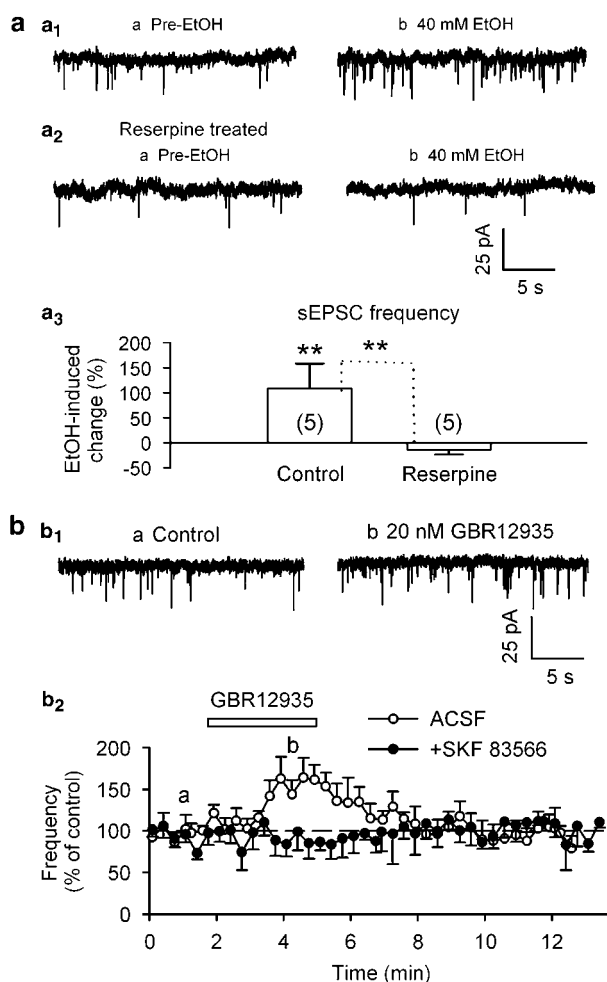 a
a1 a Pre-EtOH b 40 mM EtOH
a2 Reserpine treated
a Pre-EtOH b 40 mM EtOH
25 pA
5 s
a3 sEPSC frequency
EtOH-induced
change (%)
200
150
100
50
0
-50
** **
(5) (5)
Control Reserpine
b
b1 a Control b 20 nM GBR12935
25 pA
5 s
b2
GBR12935
ACSF
+SKF 83566
a b
Frequency
(% of control)
200
150
100
50
0
0 2 4 6 8 10 12
Time (min)